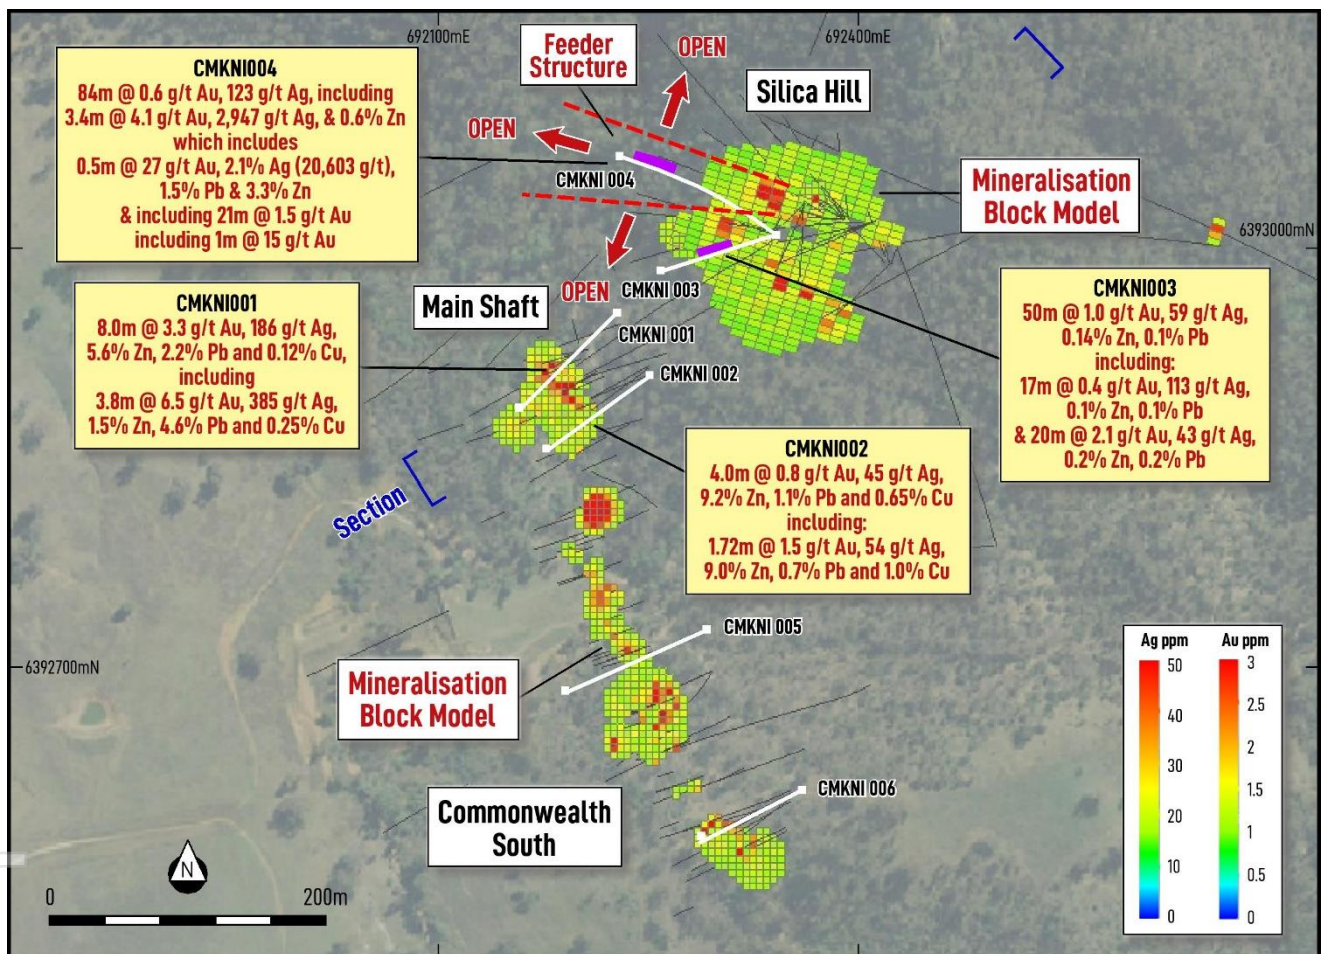 692100mE
692400mE
CMKNI004
84m @ 0.6 g/t Au, 123 g/t Ag, including
3.4m @ 4.1 g/t Au, 2,947 g/t Ag, & 0.6% Zn
which includes
0.5m @ 27 g/t Au, 2.1% Ag (20,603 g/t),
1.5% Pb & 3.3% Zn
& including 21m @ 1.5 g/t Au
including 1m @ 15 g/t Au
Feeder
Structure
OPEN
Silica Hill
OPEN
CMKNI 004
Mineralisation
Block Model
6393000mN
OPEN
CMKNI 003
Main Shaft
CMKNI 001
CMKNI 002
CMKNI001
8.0m @ 3.3 g/t Au, 186 g/t Ag,
5.6% Zn, 2.2% Pb and 0.12% Cu,
including
3.8m @ 6.5 g/t Au, 385 g/t Ag,
1.5% Zn, 4.6% Pb and 0.25% Cu
CMKNI003
50m @ 1.0 g/t Au, 59 g/t Ag,
0.14% Zn, 0.1% Pb
including:
17m @ 0.4 g/t Au, 113 g/t Ag,
0.1% Zn, 0.1% Pb
& 20m @ 2.1 g/t Au, 43 g/t Ag,
0.2% Zn, 0.2% Pb
CMKNI002
4.0m @ 0.8 g/t Au, 45 g/t Ag,
9.2% Zn, 1.1% Pb and 0.65% Cu
including:
1.72m @ 1.5 g/t Au, 54 g/t Ag,
9.0% Zn, 0.7% Pb and 1.0% Cu
Section
CMKNI 005
6392700mN
Mineralisation
Block Model
CMKNI 006
Commonwealth
South
Ag ppm Au ppm
50 3
40 2.5
2
30 1.5
20 1
10 0.5
0 0
N
0 200m